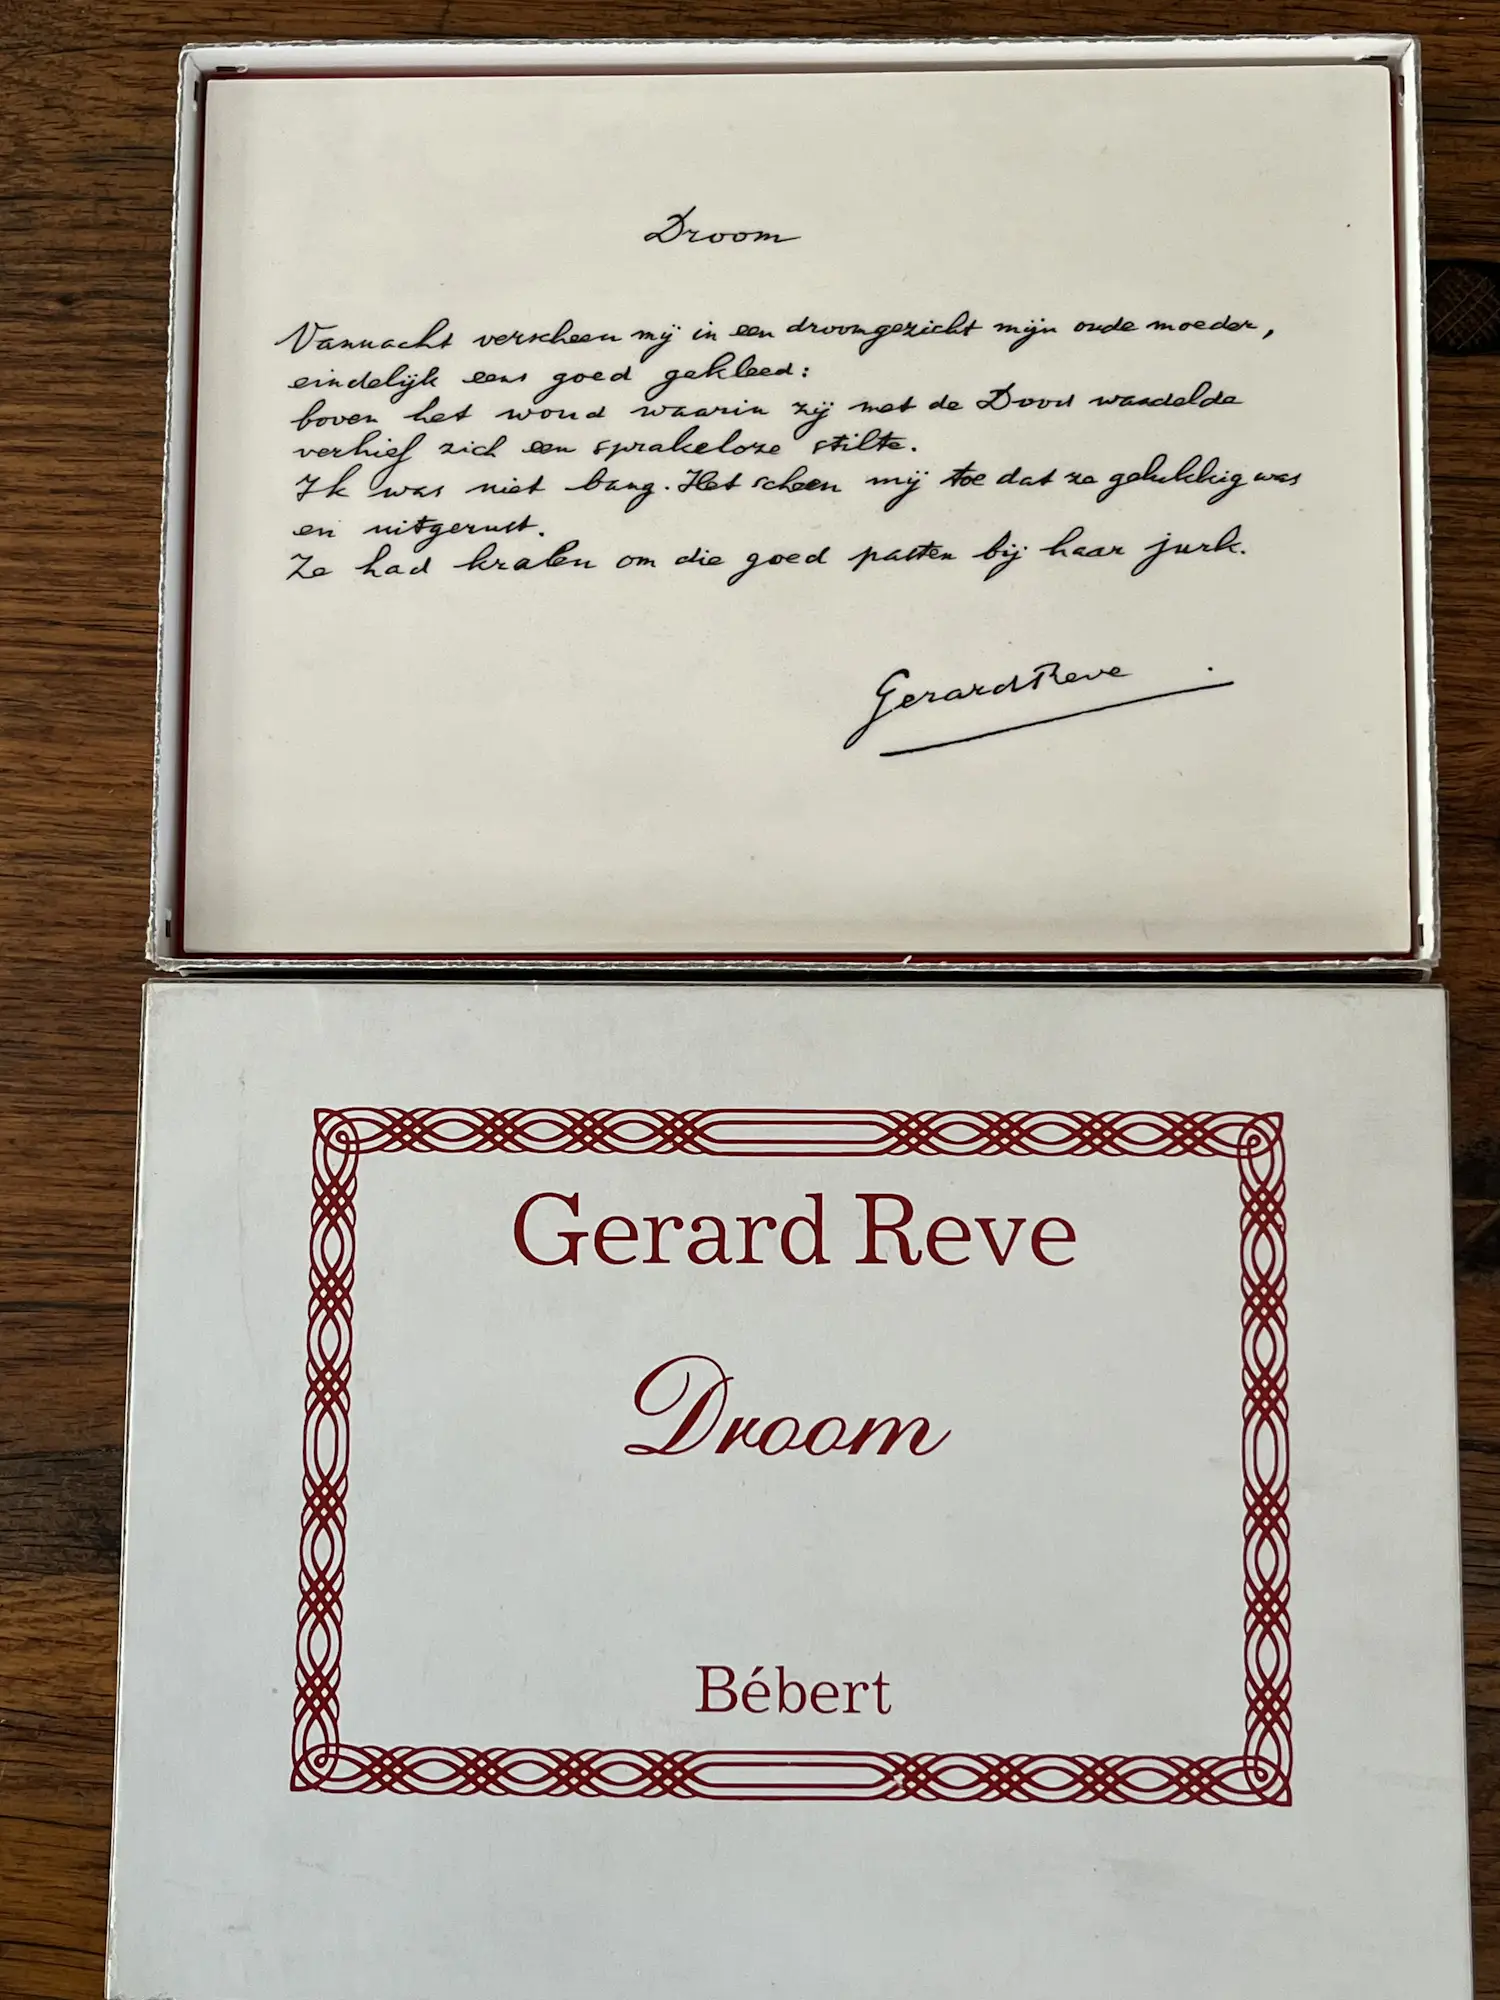 Droom
Vannacht verscheen mij in een droomgezicht mijn oude moeder,
eindelijk eens goed gekleed:
boven het woud waarin zij met de Dood wandelde
verhief zich een sprakeloze stilte.
Ik was niet bang. Het scheen mij toe dat ze gelukkig was
en uitgerust.
Ze had kralen om die goed pasten bij haar jurk.
Gerard Reve
Gerard Reve
Droom
Bébert